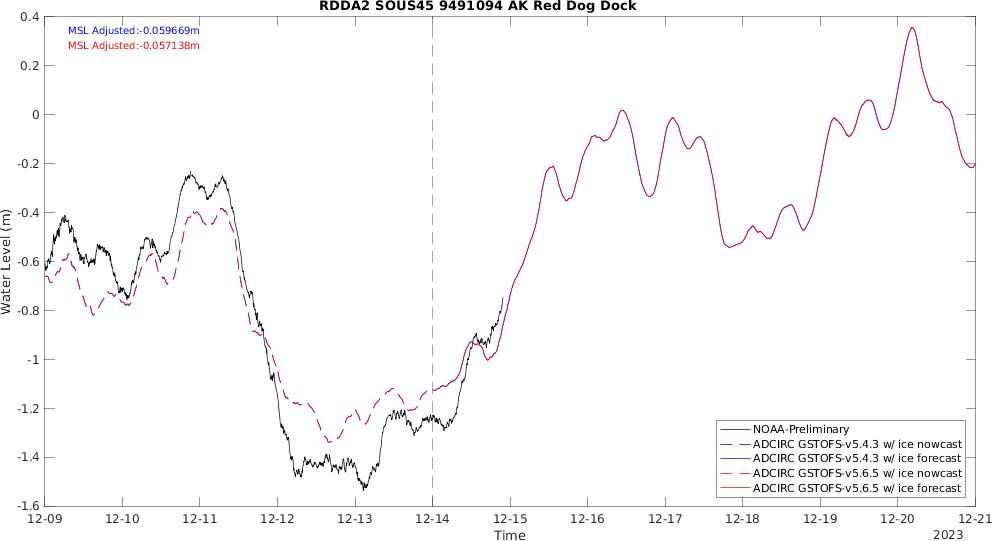 RDDA2 SOUS45 9491094 AK Red Dog Dock
MSL Adjusted:-0.059669m
MSL Adjusted:-0.057138m
0.4
0.2
0
-0.2
-0.4
-0.6
-0.8
-1
-1.2
-1.4
-1.6
Water Level (m)
NOAA-Preliminary
ADCIRC GSTOFS-v5.4.3 w/ ice nowcast
ADCIRC GSTOFS-v5.4.3 w/ ice forecast
ADCIRC GSTOFS-v5.6.5 w/ ice nowcast
ADCIRC GSTOFS-v5.6.5 w/ ice forecast
12-09 12-10 12-11 12-12 12-13 12-14 12-15 12-16 12-17 12-18 12-19 12-20 12-21
Time
2023